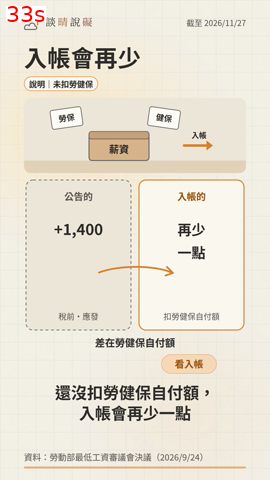 33s
談晴說礙
截至 2026/11/27
入帳會再少
說明｜未扣勞健保
勞保
健保
薪資
入帳
公告的
+1,400
稅前・應發
入帳的
再少
一點
扣勞健保自付額
差在勞健保自付額
看入帳
還沒扣勞健保自付額，
入帳會再少一點
資料：勞動部最低工資審議會決議（2026/9/24）